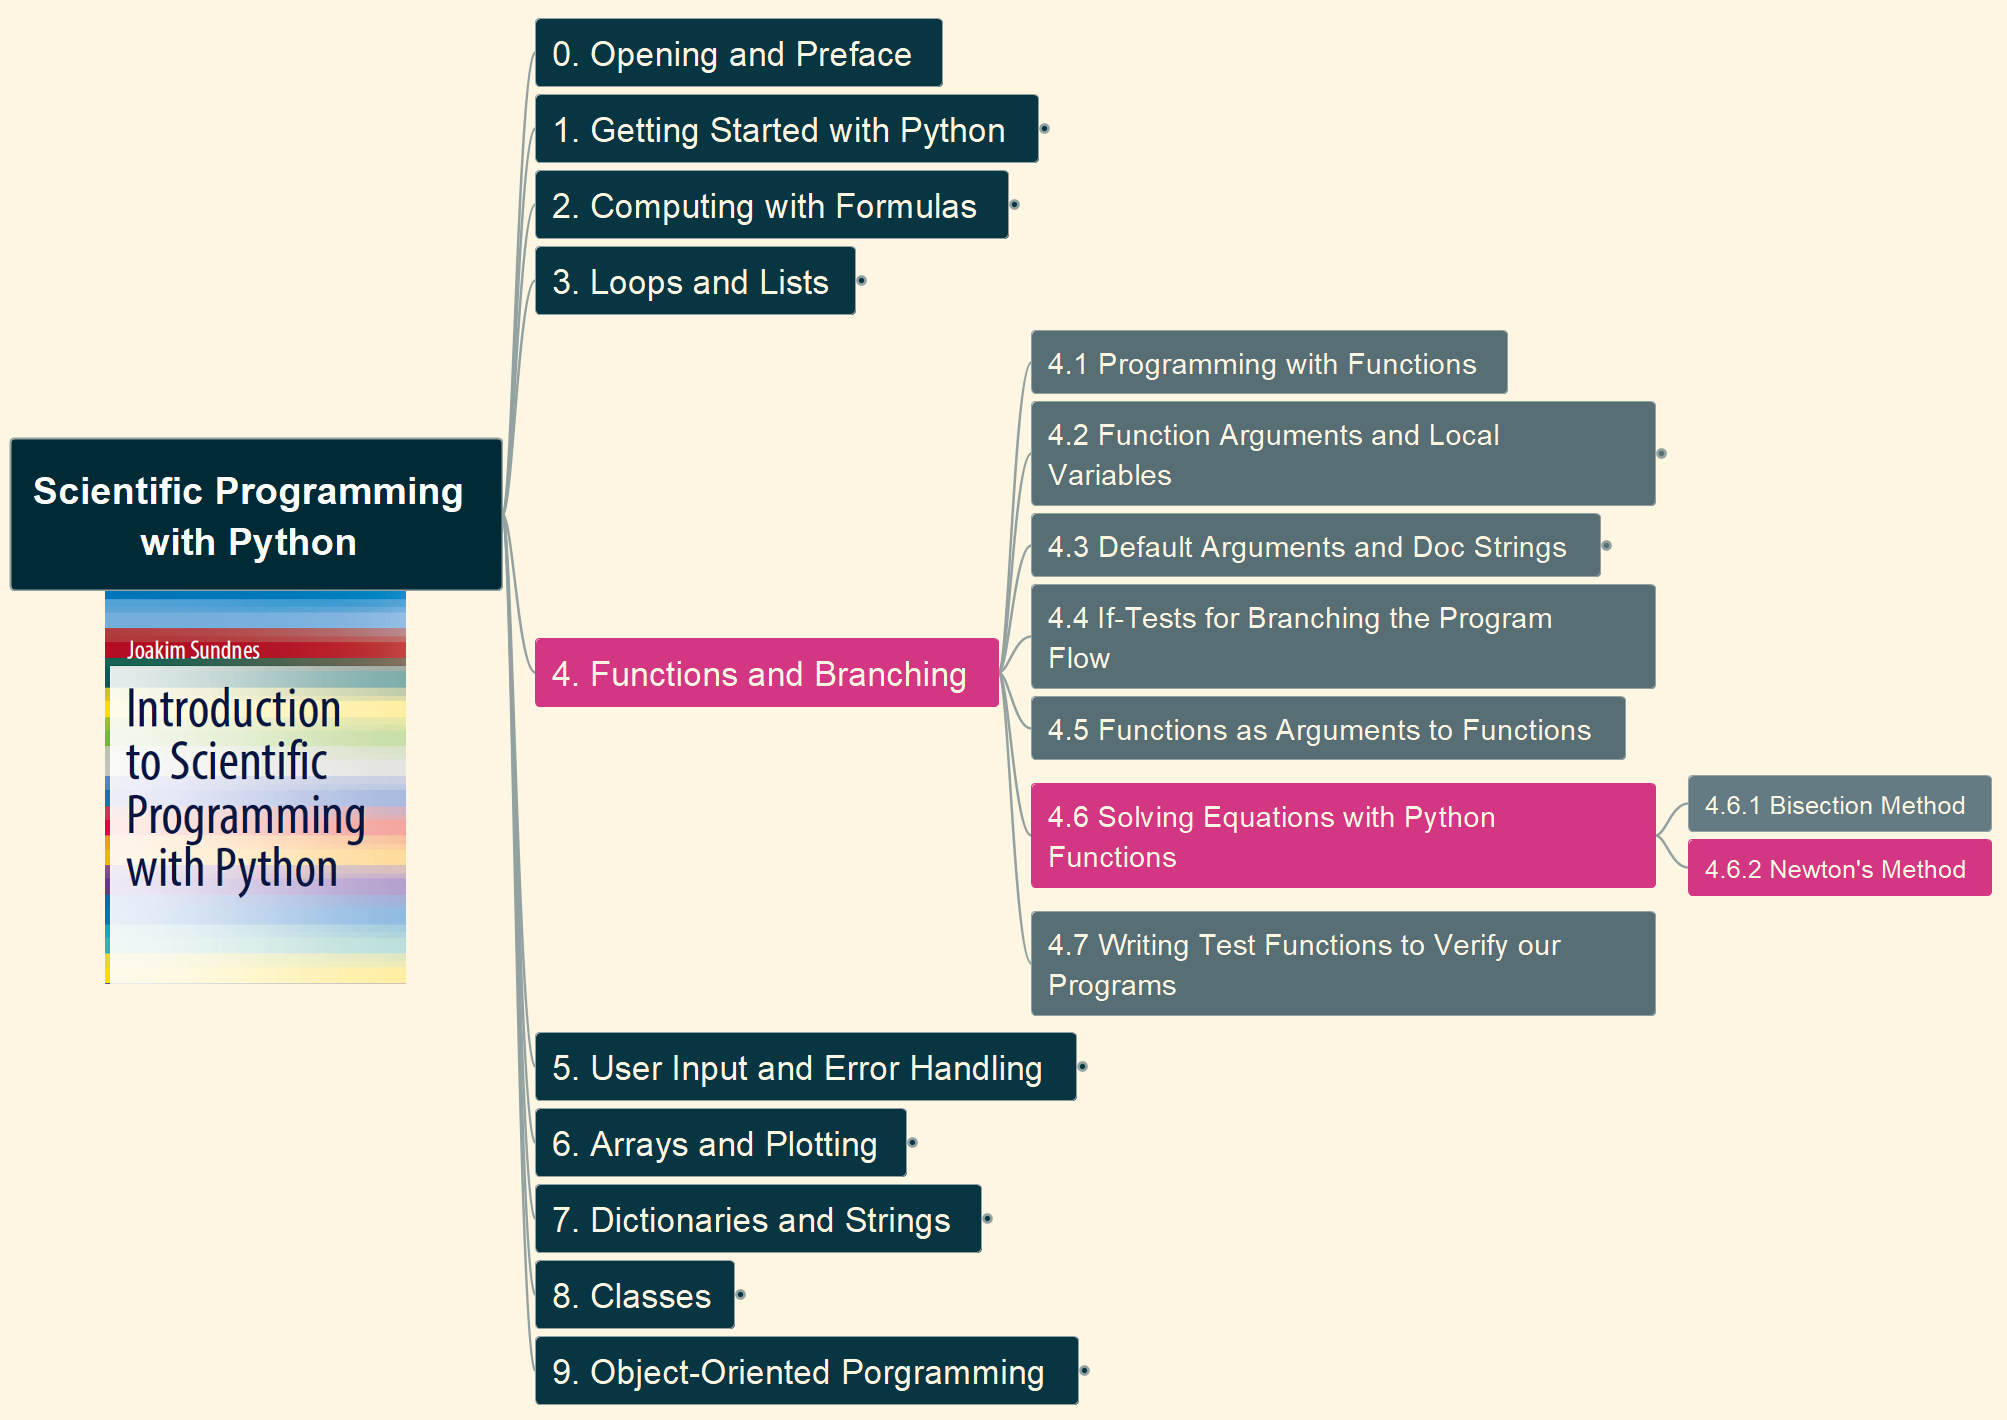 0. Opening and Preface
1. Getting Started with Python
2. Computing with Formulas
3. Loops and Lists
4.1 Programming with Functions
4.2 Function Arguments and Local
Variables
4.3 Default Arguments and Doc Strings
4.4 If-Tests for Branching the Program
Flow
4.5 Functions as Arguments to Functions
4.6 Solving Equations with Python
Functions
4.6.1 Bisection Method
4.6.2 Newton's Method
4.7 Writing Test Functions to Verify our
Programs
Scientific Programming
with Python
Joakim Sundnes
Introduction
to Scientific
Programming
with Python
4. Functions and Branching
5. User Input and Error Handling
6. Arrays and Plotting
7. Dictionaries and Strings
8. Classes
9. Object-Oriented Porgramming